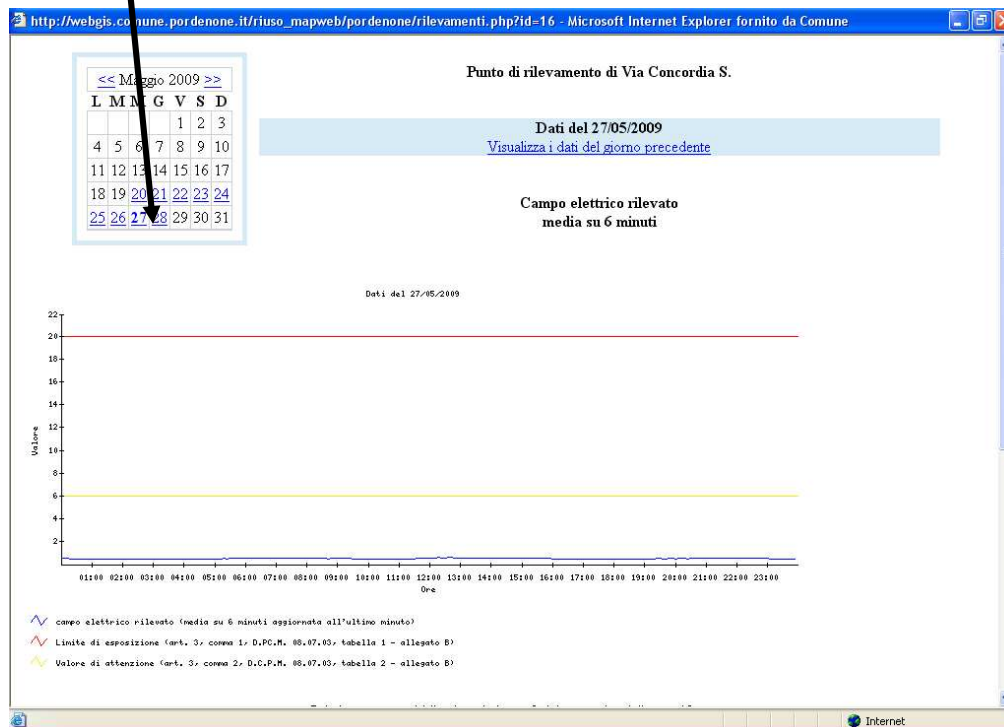 http://webgis.comune.pordenone.it/riuso_mapweb/pordenone/rilevamenti.php?id=16 - Microsoft Internet Explorer fornito da Comune
<< Maggio 2009 >>
L M M G V S D
1 2 3
4 5 6 7 8 9 10
11 12 13 14 15 16 17
18 19 20 21 22 23 24
25 26 27 28 29 30 31
Punto di rilevamento di Via Concordia S.
Dati del 27/05/2009
Visualizza i dati del giorno precedente
Campo elettrico rilevato
media su 6 minuti
Dati del 27/05/2009
22
20
18
16
14
12
10
8
6
4
2
Valore
01:00 02:00 03:00 04:00 05:00 06:00 07:00 08:00 09:00 10:00 11:00 12:00 13:00 14:00 15:00 16:00 17:00 18:00 19:00 20:00 21:00 22:00 23:00
Ore
campo elettrico rilevato (media su 6 minuti aggiornata all'ultimo minuto)
Limite di esposizione (art. 3, comma 1, D.PC.M. 08.07.03, tabella 1 - allegato B)
Valore di attenzione (art. 3, comma 2, D.C.P.M. 08.07.03, tabella 2 - allegato B)
Internet